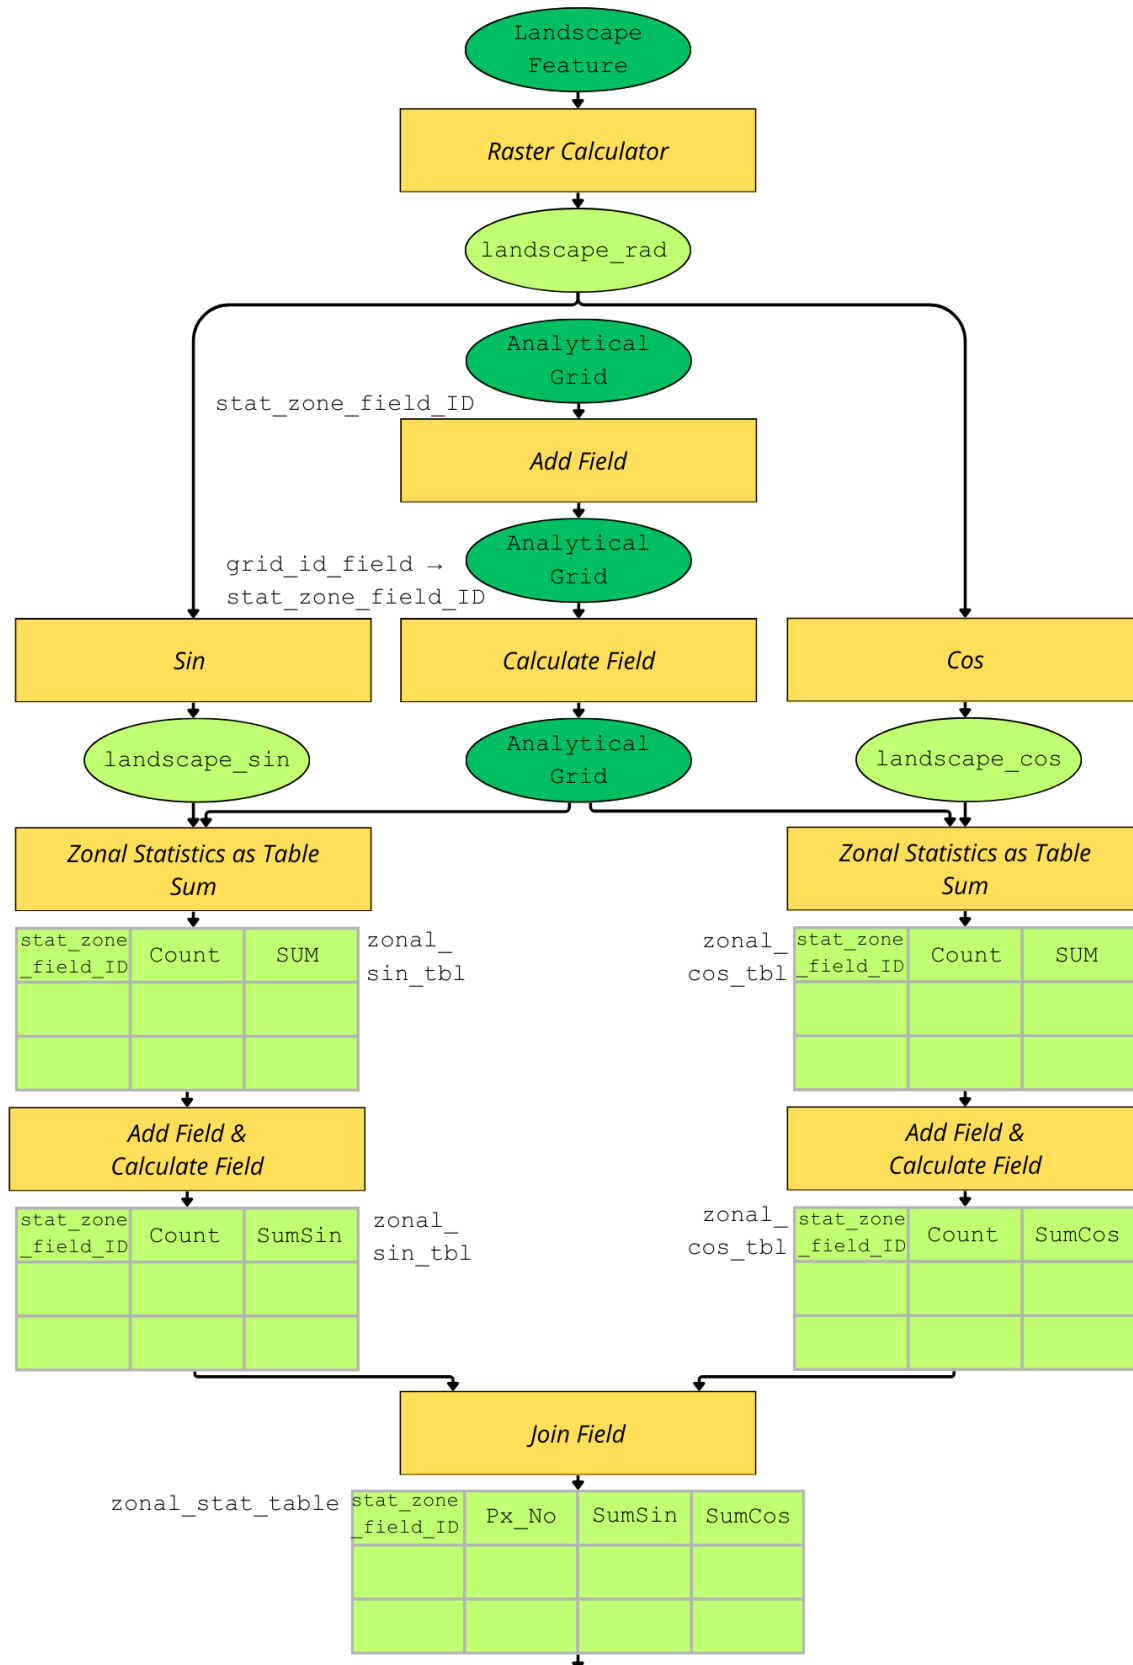 Landscape
Feature
Raster Calculator
landscape_rad
Analytical
Grid
stat_zone_field_ID
Add Field
Analytical
Grid
grid_id_field →
stat_zone_field_ID
Sin
Calculate Field
Cos
landscape_sin
Analytical
Grid
landscape_cos
Zonal Statistics as Table
Sum
Zonal Statistics as Table
Sum
stat_zone
_field_ID
Count
SUM
zonal_
sin_tbl
zonal_
cos_tbl
stat_zone
_field_ID
Count
SUM
Add Field &
Calculate Field
Add Field &
Calculate Field
stat_zone
_field_ID
Count
SumSin
zonal_
sin_tbl
zonal_
cos_tbl
stat_zone
_field_ID
Count
SumCos
Join Field
zonal_stat_table
stat_zone
_field_ID
Px_No
SumSin
SumCos